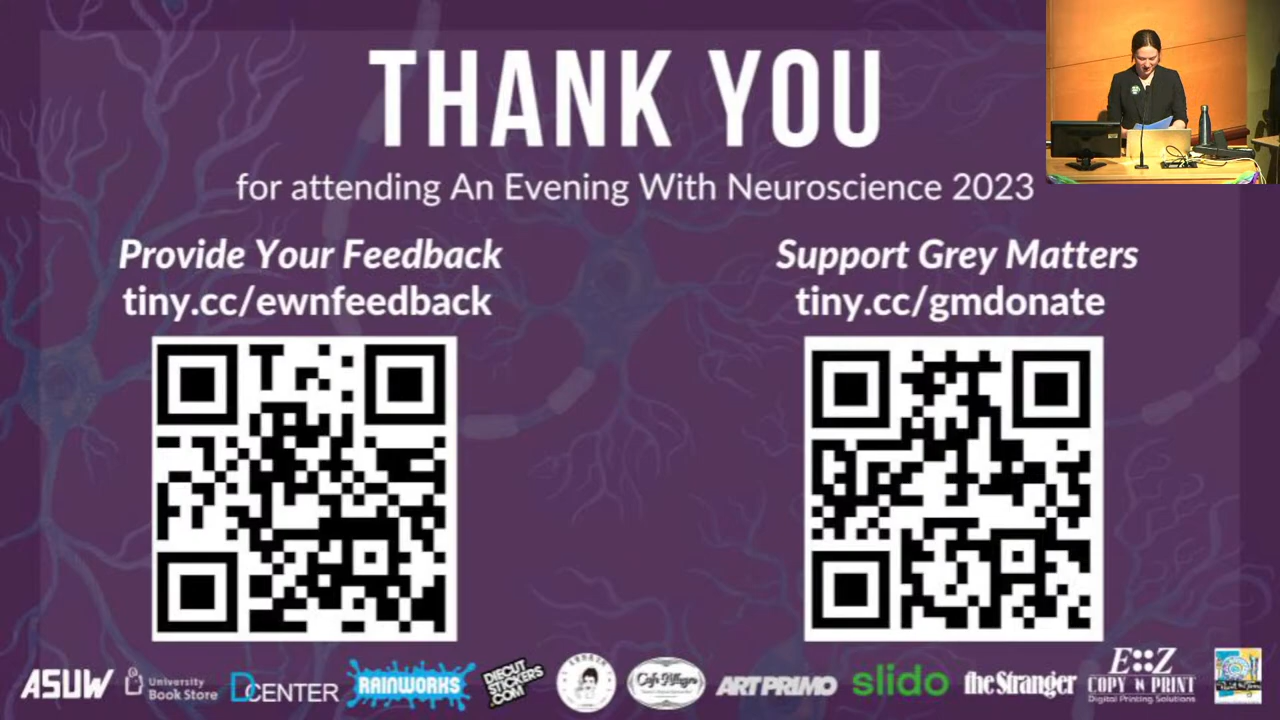 THANK YOU
for attending An Evening With Neuroscience 2023
Provide Your Feedback
tiny.cc/ewnfeedback
Support Grey Matters
tiny.cc/gmdonate
ASUW
University
Book Store
DCENTER
RAINWORKS
DIECUT
STICKERS
.COM
Cafe Allegro
ART PRIMO
slido
the Stranger
E::Z
COPY N PRINT
Digital Printing Solutions